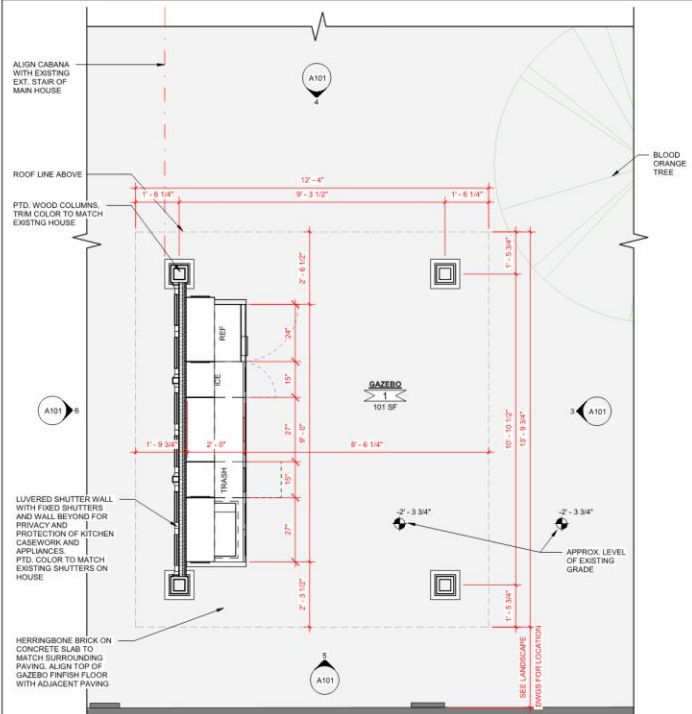 ALIGN CABANA
WITH EXISTING
EXT. STAIR OF
MAIN HOUSE
A101
4
BLOOD
ORANGE
TREE
ROOF LINE ABOVE
12' - 4"
1' - 6 1/4"
9' - 3 1/2"
1' - 6 1/4"
PTD. WOOD COLUMNS,
TRIM COLOR TO MATCH
EXISTNG HOUSE
2' - 6 1/2"
1' - 5 3/4"
24"
REF
15"
ICE
GAZEBO
1
101 SF
A101
6
3
A101
27"
9' - 0"
10' - 10 1/2"
13' - 9 3/4"
1' - 9 3/4"
2' - 0"
8' - 6 1/4"
TRASH
15"
27"
LUVERED SHUTTER WALL
WITH FIXED SHUTTERS
AND WALL BEYOND FOR
PRIVACY AND
PROTECTION OF KITCHEN
CASEWORK AND
APPLIANCES.
PTD. COLOR TO MATCH
EXISTING SHUTTERS ON
HOUSE
-2' - 3 3/4"
-2' - 3 3/4"
APPROX. LEVEL
OF EXISTING
GRADE
2' - 3 1/2"
1' - 5 3/4"
HERRINGBONE BRICK ON
CONCRETE SLAB TO
MATCH SURROUNDING
PAVING. ALIGN TOP OF
GAZEBO FINFISH FLOOR
WITH ADJACENT PAVING
5
A101
SEE LANDSCAPE
DWGS FOR LOCATION